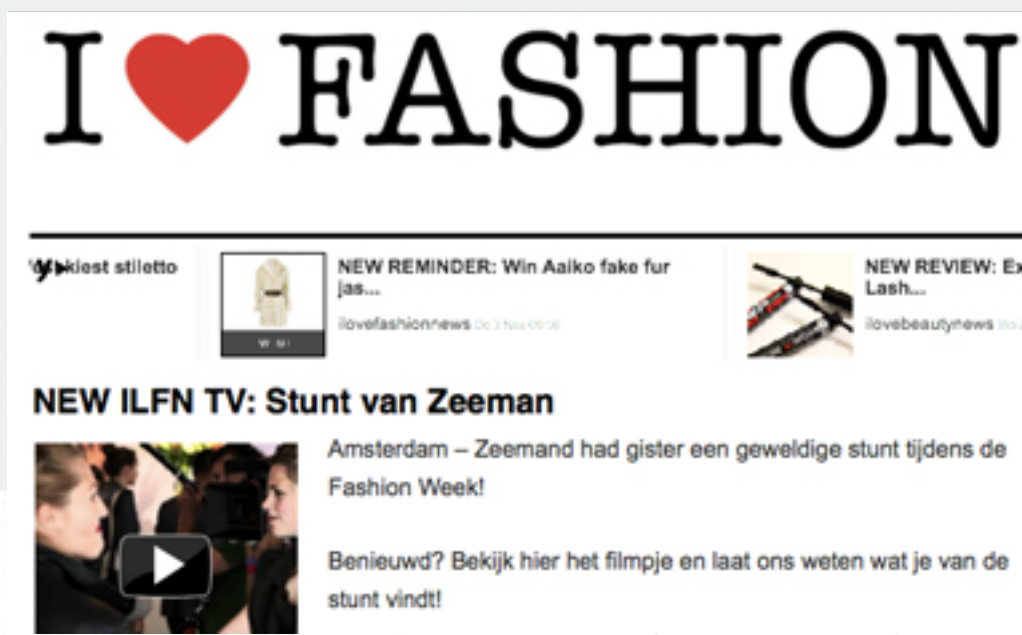 I ❤ FASHION
kiest stiletto
NEW REMINDER: Win Aaiko fake fur
jas...
ilovefashionnews
NEW REVIEW: Ex
Lash...
ilovebeautynews
NEW ILFN TV: Stunt van Zeeman
Amsterdam – Zeemand had gister een geweldige stunt tijdens de
Fashion Week!
Benieuwd? Bekijk hier het filmpje en laat ons weten wat je van de
stunt vindt!